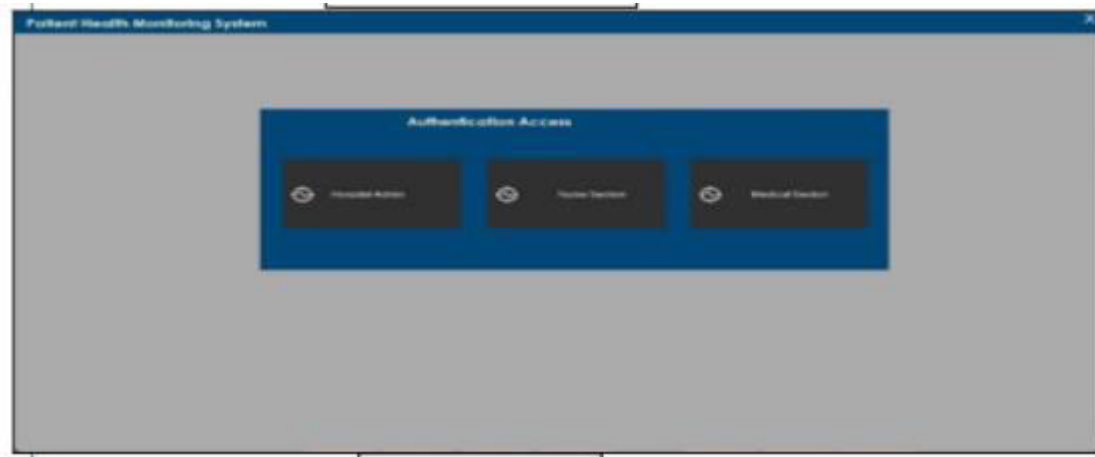 Patient Health Monitoring System
X
Authentication Access
Hospital Admin
Nurse Section
Medical Section